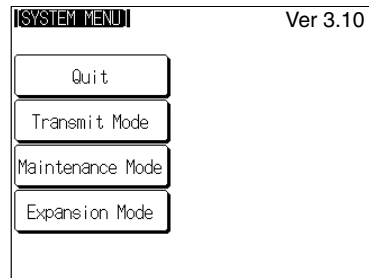 [SYSTEM MENU]
Ver 3.10
Quit
Transmit Mode
Maintenance Mode
Expansion Mode